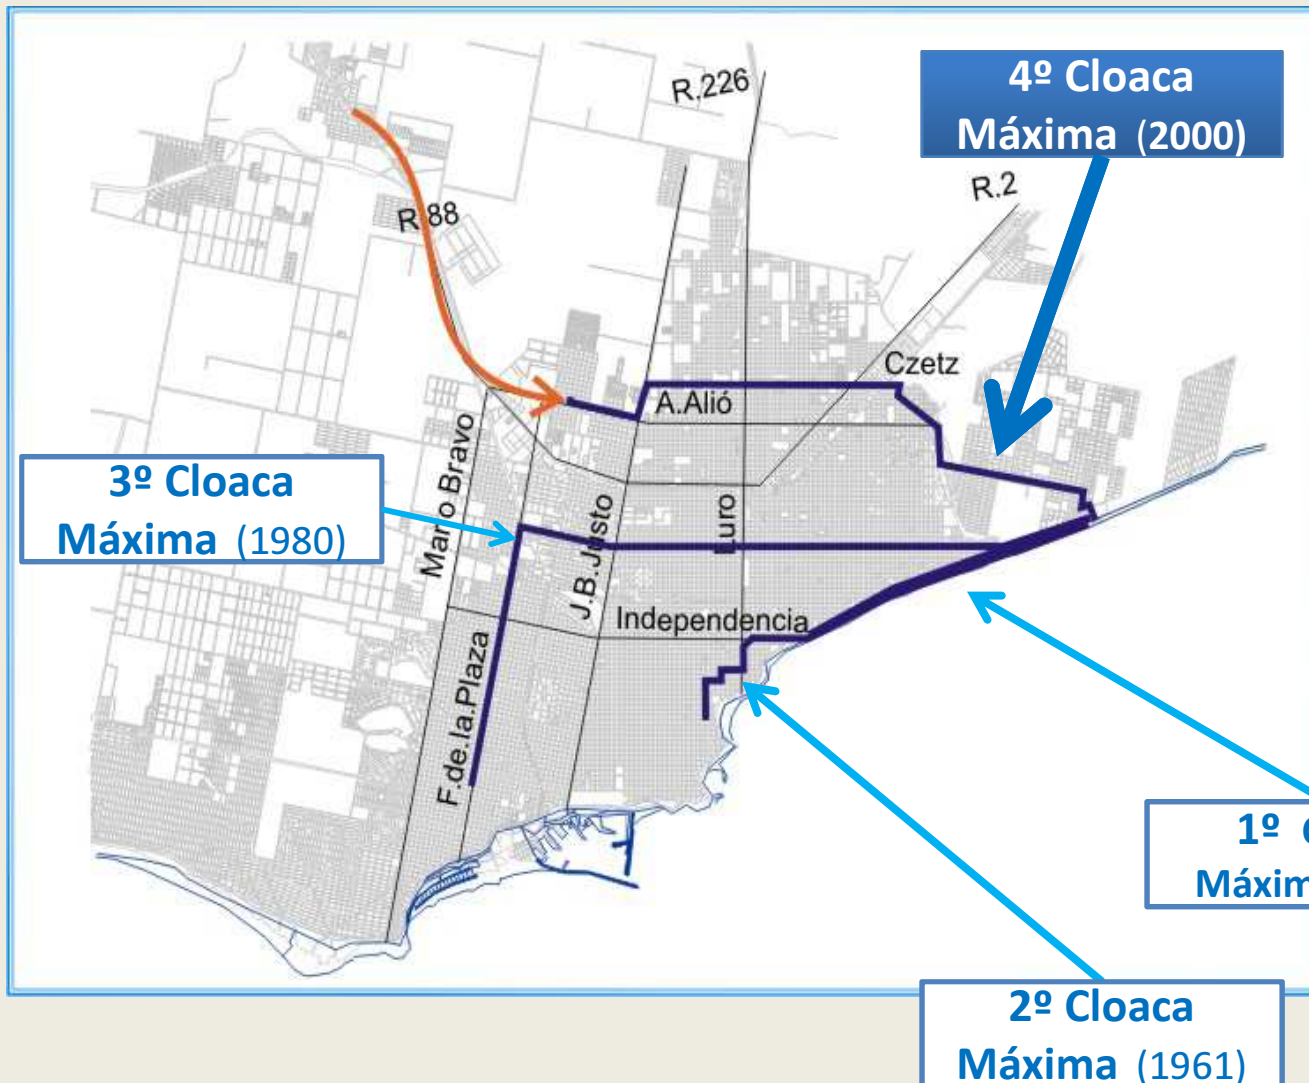 4º Cloaca
Máxima (2000)
R.226
R.2
R.88
Czetz
A.Alió
3º Cloaca
Máxima (1980)
Mario Bravo
J.B.Justo
Luro
Independencia
F.de.la.Plaza
1º
2º Cloaca
Máxima (1961)